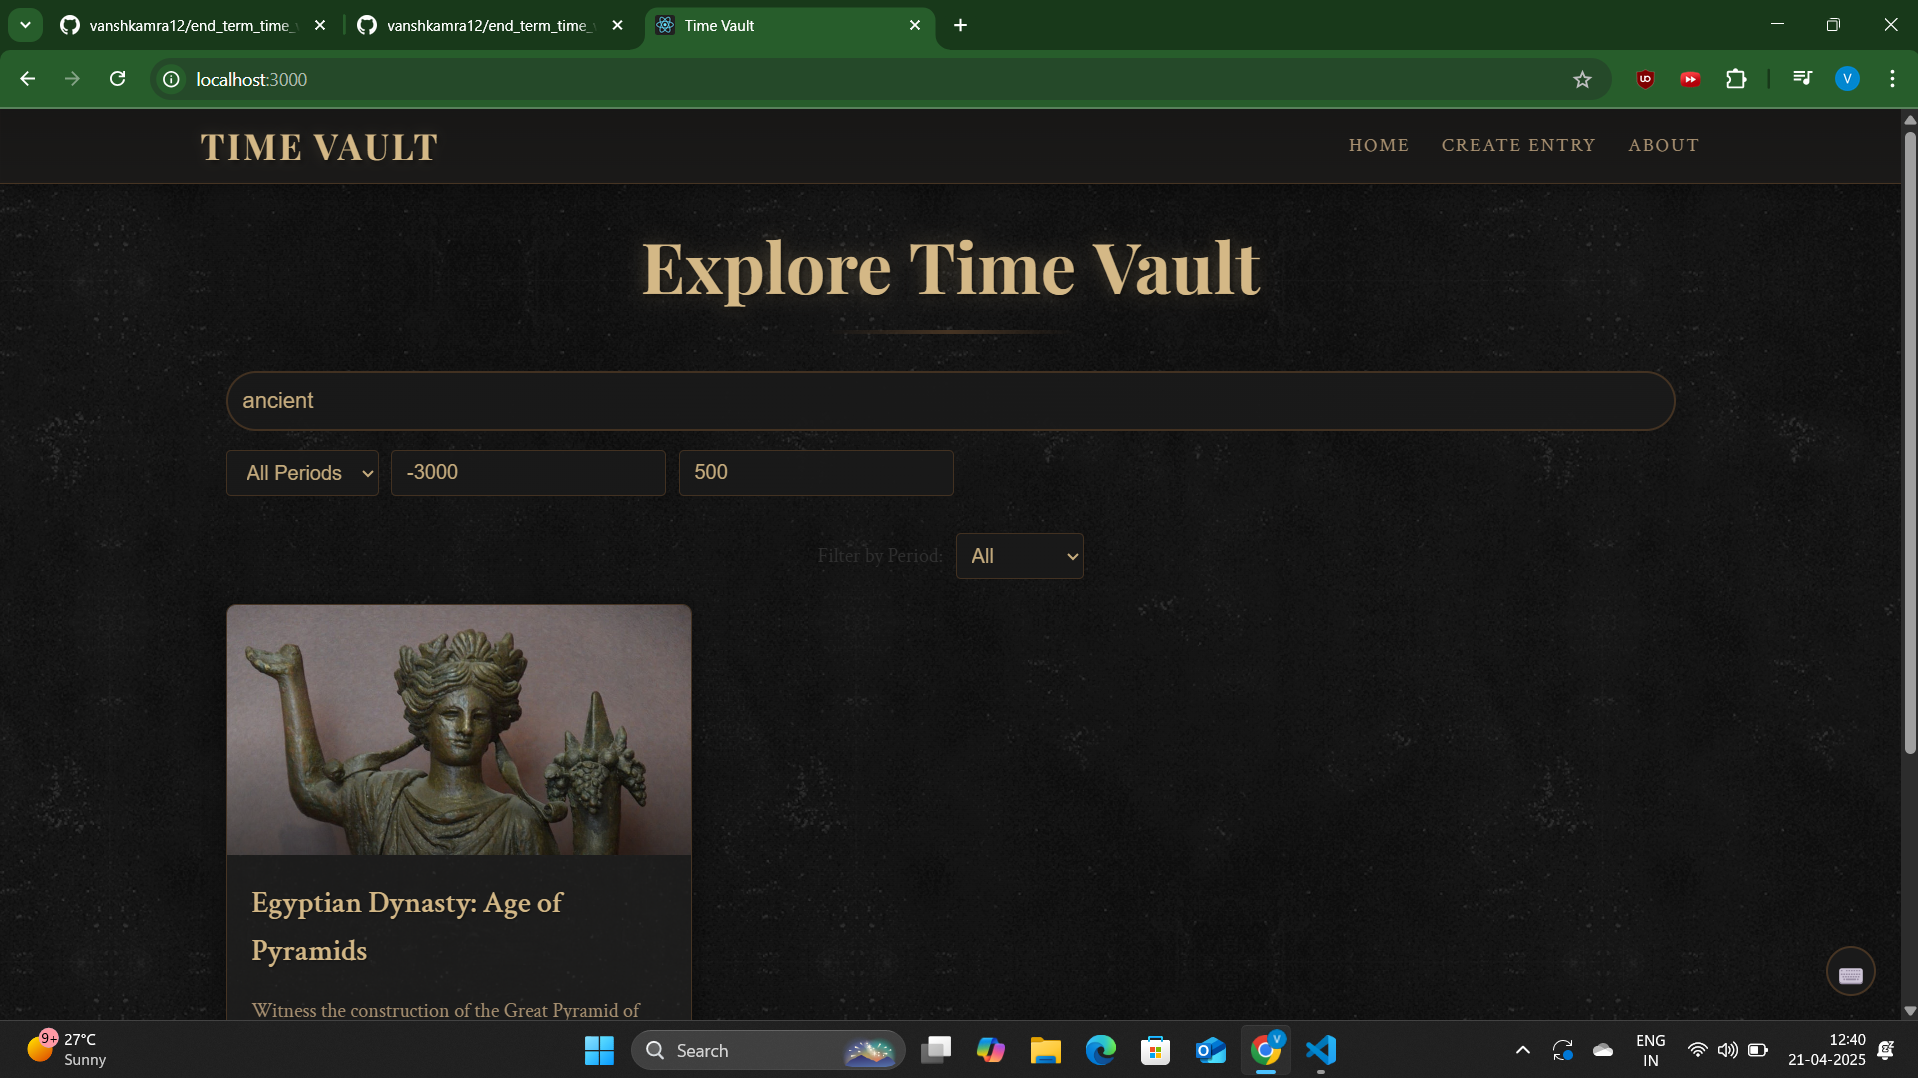 vanshkamra12/end_term_time_
vanshkamra12/end_term_time_
Time Vault
localhost:3000
V
TIME VAULT
HOME
CREATE ENTRY
ABOUT
Explore Time Vault
ancient
All Periods
-3000
500
Filter by Period:
All
Egyptian Dynasty: Age of
Pyramids
Witness the construction of the Great Pyramid of
9+
27°C
Sunny
Search
V
ENG
IN
12:40
21-04-2025